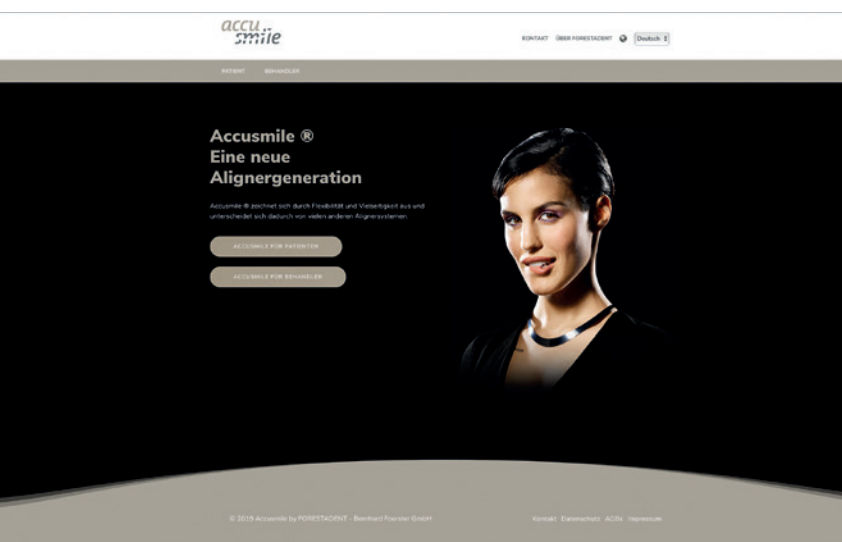 accu
smile
KONTAKT ÜBER FORESTADENT Deutsch
PATIENT BEHANDLER
Accusmile ®
Eine neue
Alignergeneration
Accusmile ® zeichnet sich durch Flexibilität und Vielseitigkeit aus und
unterscheidet sich dadurch von vielen anderen Alignersystemen.
ACCUSMILE FÜR PATIENTEN
ACCUSMILE FÜR BEHANDLER
© 2019 Accusmile by FORESTADENT - Bernhard Foerster GmbH Kontakt Datenschutz AGBs Impressum